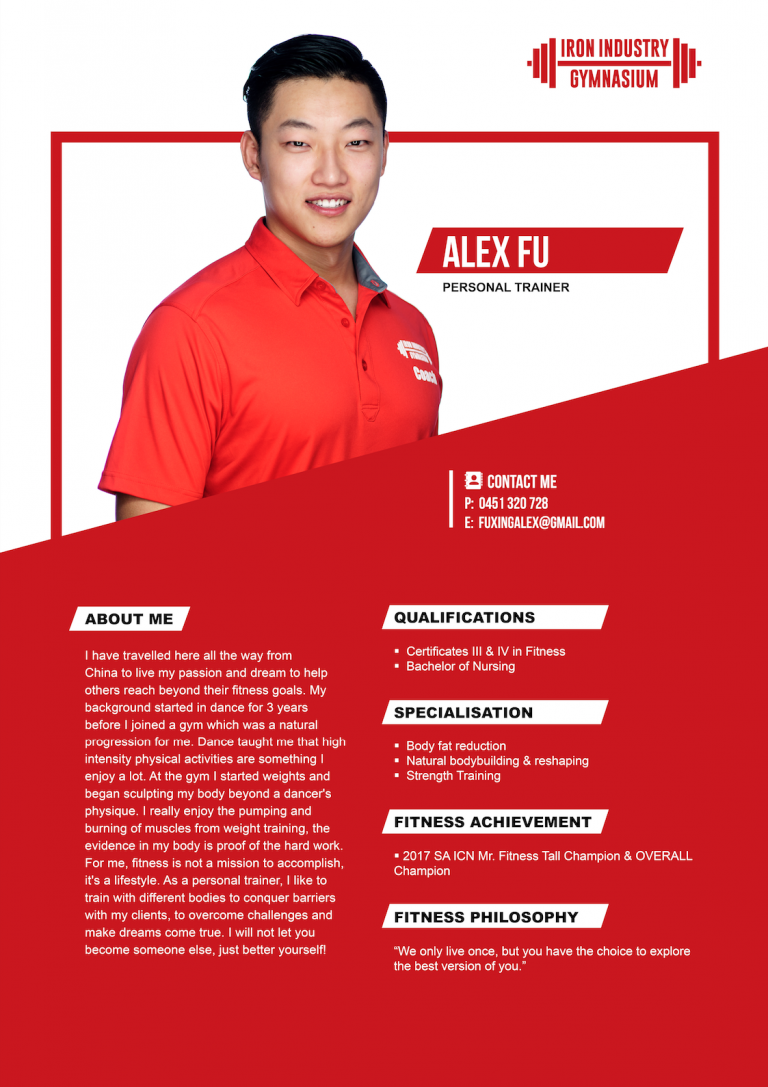 IRON INDUSTRY
GYMNASIUM
ALEX FU
PERSONAL TRAINER
Coach
CONTACT ME
P: 0451 320 728
E: FUXINGALEX@GMAIL.COM
ABOUT ME
I have travelled here all the way from
China to live my passion and dream to help
others reach beyond their fitness goals. My
background started in dance for 3 years
before I joined a gym which was a natural
progression for me. Dance taught me that high
intensity physical activities are something I
enjoy a lot. At the gym I started weights and
began sculpting my body beyond a dancer's
physique. I really enjoy the pumping and
burning of muscles from weight training, the
evidence in my body is proof of the hard work.
For me, fitness is not a mission to accomplish,
it's a lifestyle. As a personal trainer, I like to
train with different bodies to conquer barriers
with my clients, to overcome challenges and
make dreams come true. I will not let you
become someone else, just better yourself!
QUALIFICATIONS
▪ Certificates III & IV in Fitness
▪ Bachelor of Nursing
SPECIALISATION
▪ Body fat reduction
▪ Natural bodybuilding & reshaping
▪ Strength Training
FITNESS ACHIEVEMENT
▪ 2017 SA ICN Mr. Fitness Tall Champion & OVERALL
Champion
FITNESS PHILOSOPHY
“We only live once, but you have the choice to explore
the best version of you.”